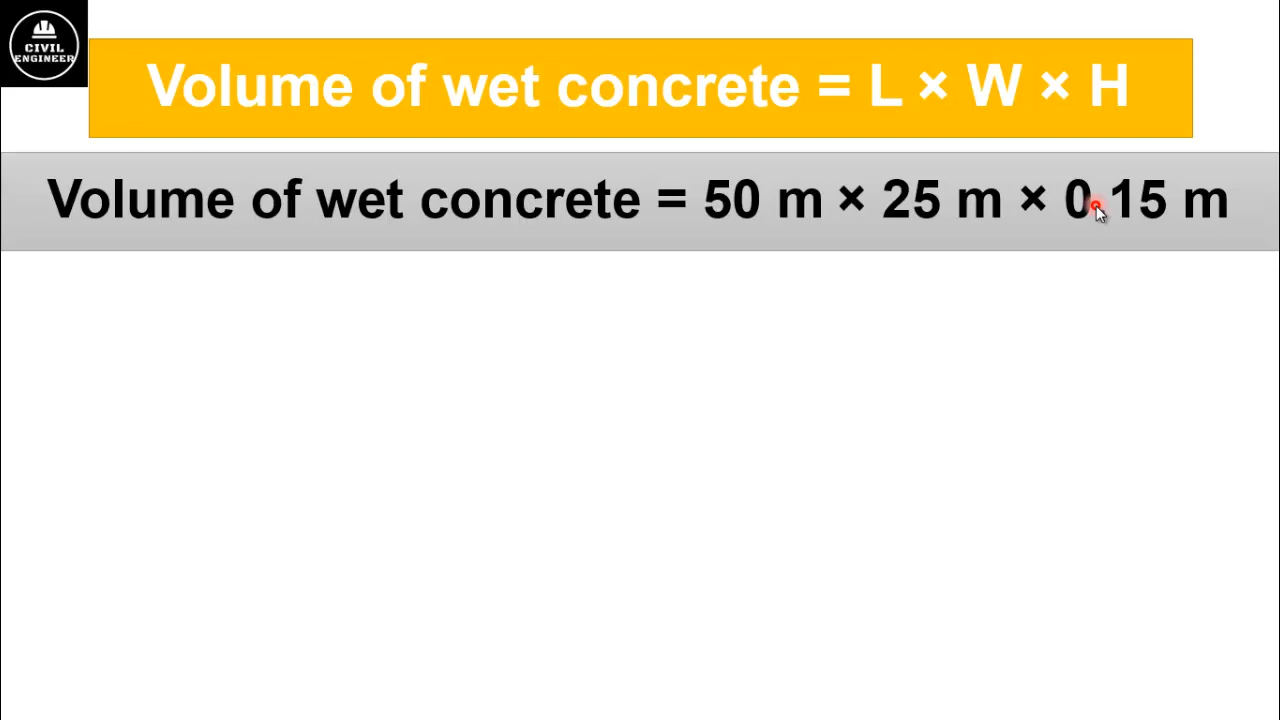 CIVIL
ENGINEER
Volume of wet concrete = L × W × H
Volume of wet concrete = 50 m × 25 m × 0.15 m